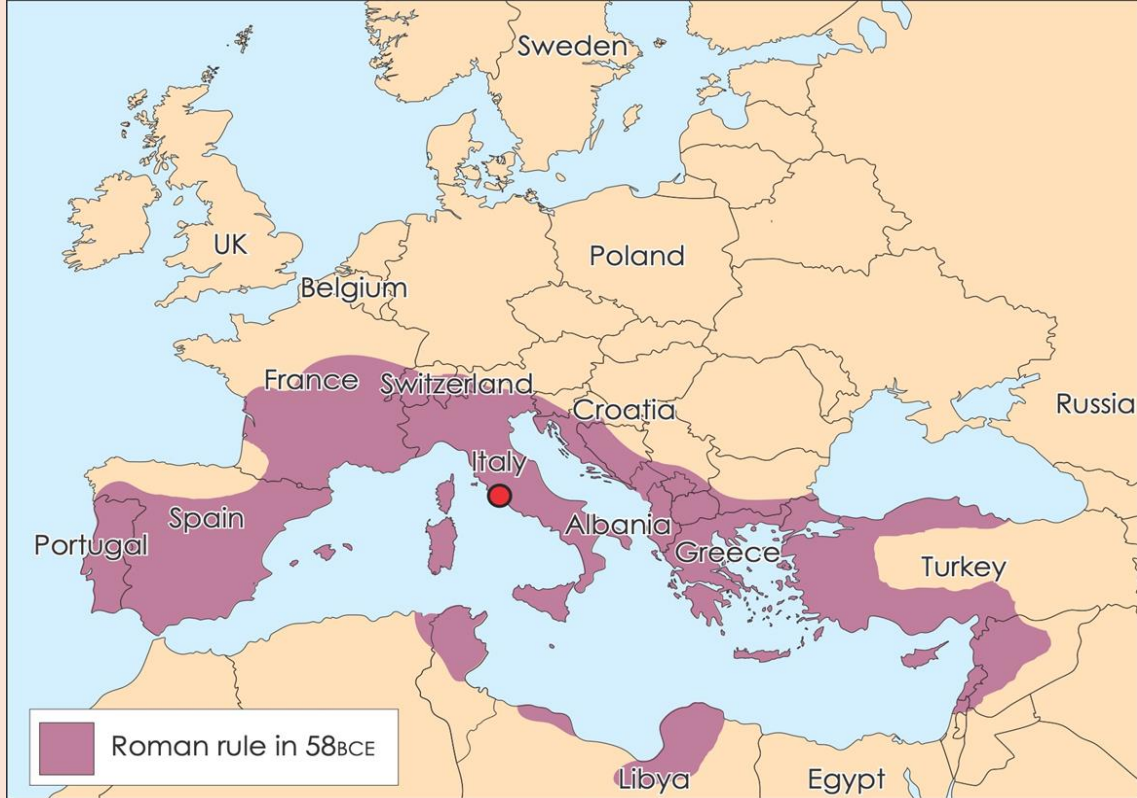 Sweden
UK
Poland
Belgium
France
Switzerland
Croatia
Russia
Italy
Spain
Albania
Portugal
Greece
Turkey
Roman rule in 58BCE
Libya
Egypt